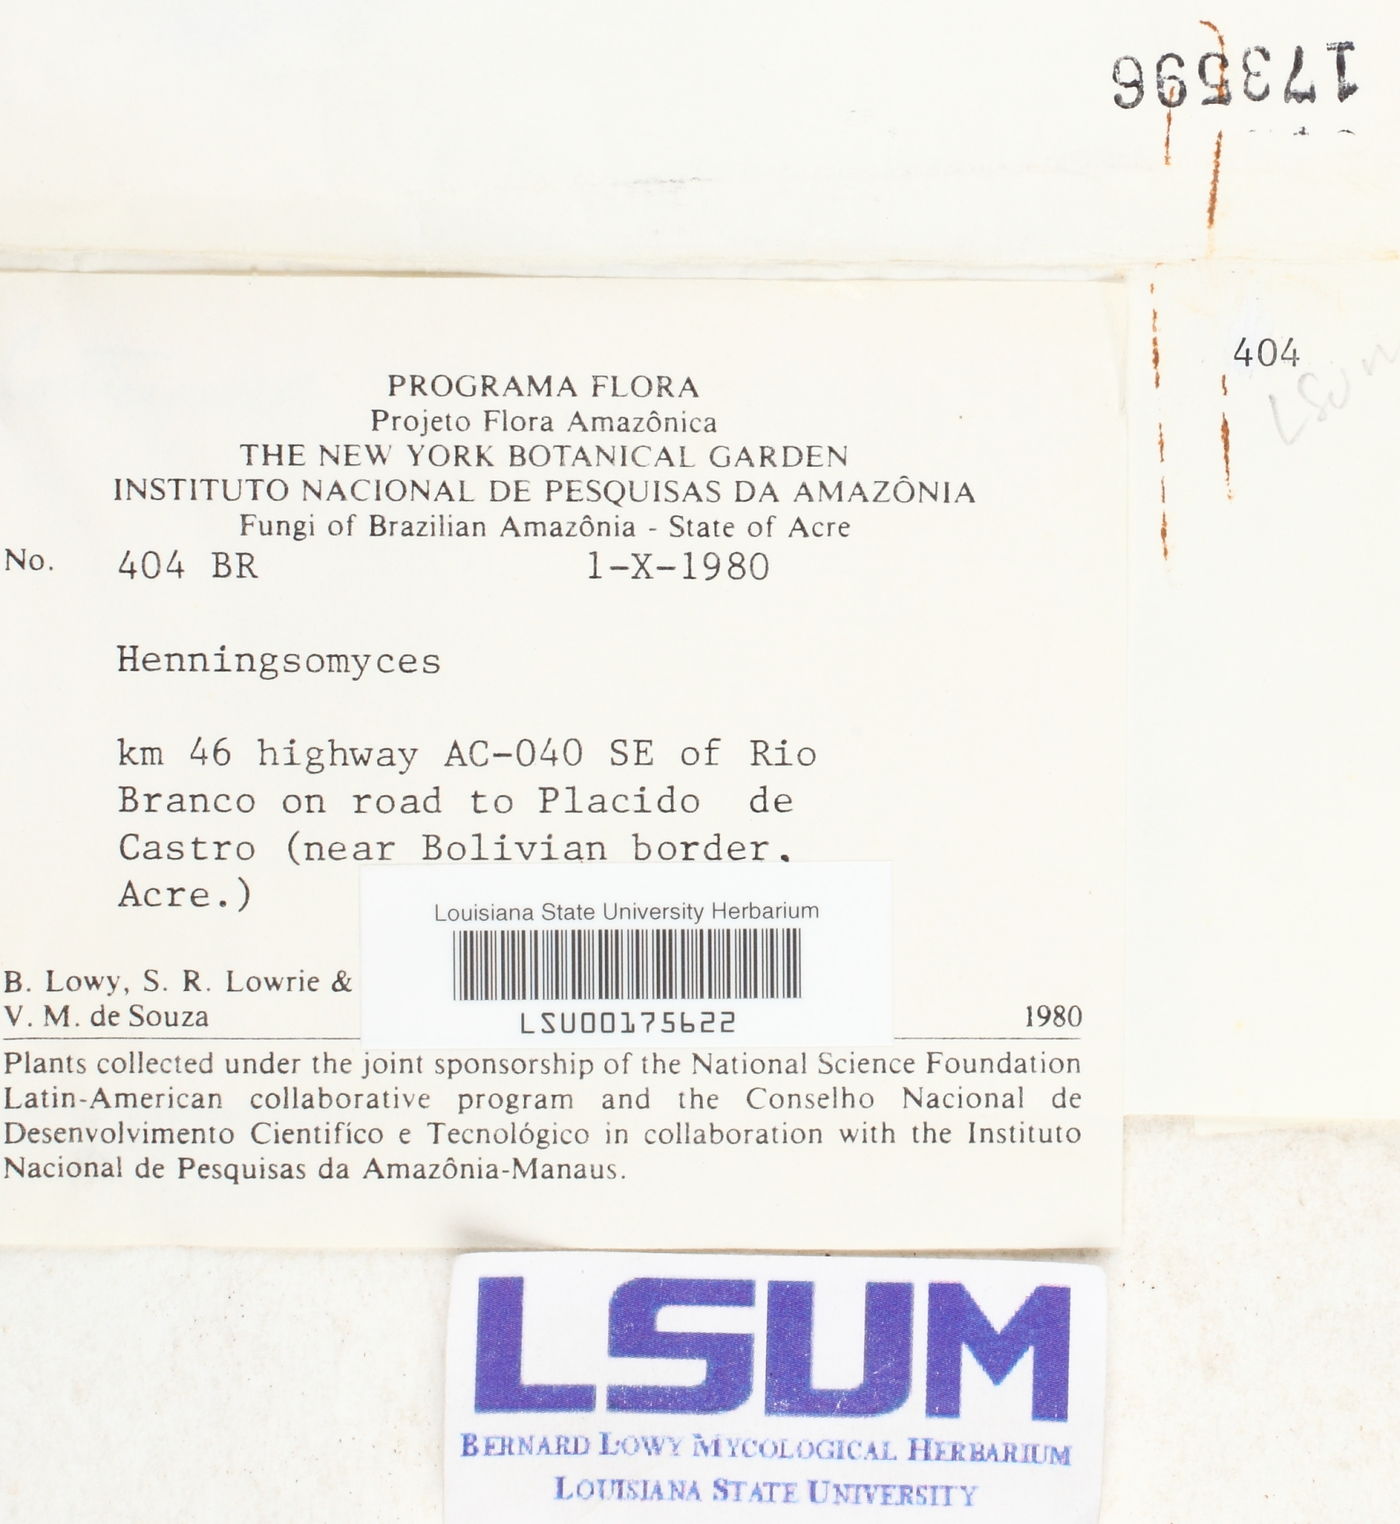 173596
404
LSUM
PROGRAMA FLORA
Projeto Flora Amazônica
THE NEW YORK BOTANICAL GARDEN
INSTITUTO NACIONAL DE PESQUISAS DA AMAZÔNIA
Fungi of Brazilian Amazônia - State of Acre
No. 404 BR 1-X-1980
Henningsomyces
km 46 highway AC-040 SE of Rio
Branco on road to Placido de
Castro (near Bolivian border.
Acre.)
Louisiana State University Herbarium
LSU00175622
B. Lowy, S. R. Lowrie &
V. M. de Souza 1980
Plants collected under the joint sponsorship of the National Science Foundation
Latin-American collaborative program and the Conselho Nacional de
Desenvolvimento Cientifíco e Tecnológico in collaboration with the Instituto
Nacional de Pesquisas da Amazônia-Manaus.
LSUM
BERNARD LOWY MYCOLOGICAL HERBARIUM
LOUISIANA STATE UNIVERSITY